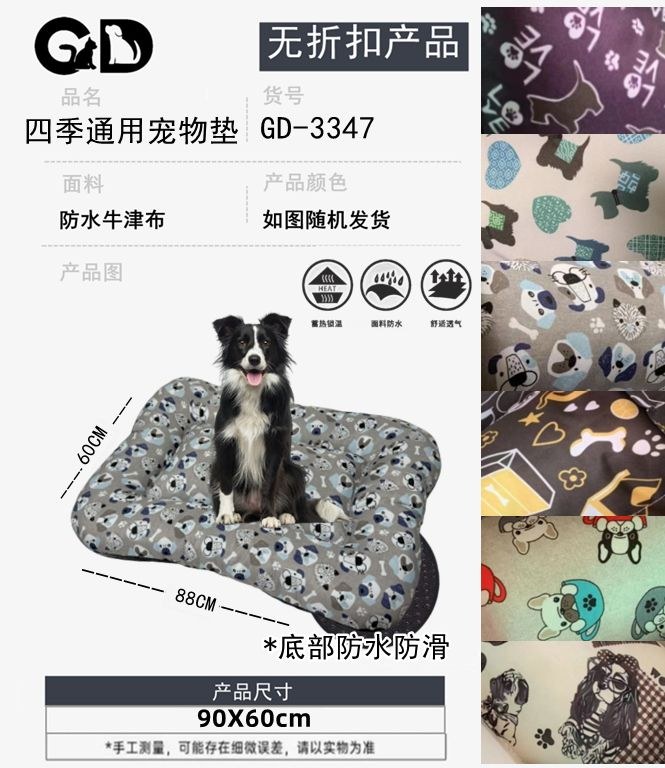 GD
无折扣产品
品名
货号
四季通用宠物垫
GD-3347
面料
产品颜色
防水牛津布
如图随机发货
产品图
HEAT
蓄热锁温
面料防水
舒适透气
60CM
88CM
*底部防水防滑
产品尺寸
90X60cm
*手工测量，可能存在细微误差，请以实物为准
LOVE